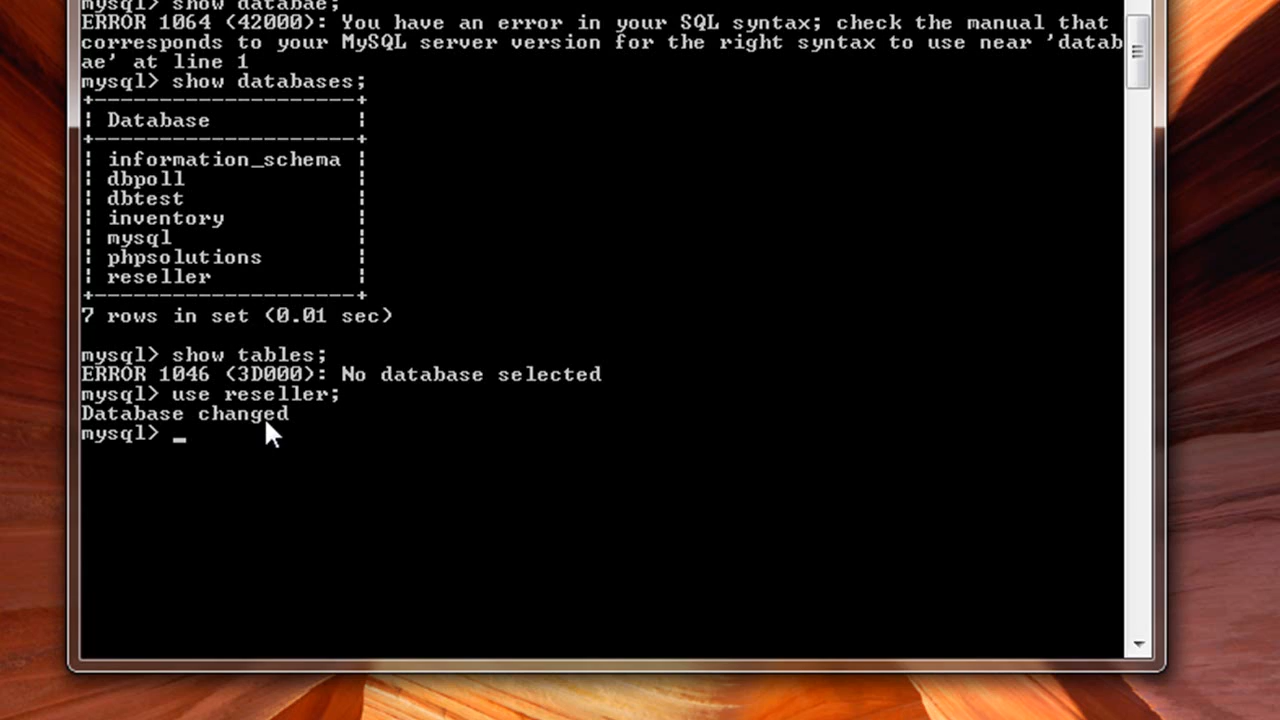 mysql> show databae;
ERROR 1064 (42000): You have an error in your SQL syntax; check the manual that
corresponds to your MySQL server version for the right syntax to use near 'datab
ae' at line 1
mysql> show databases;
+--------------------+
| Database           |
+--------------------+
| information_schema |
| dbpoll             |
| dbtest             |
| inventory          |
| mysql              |
| phpsolutions       |
| reseller           |
+--------------------+
7 rows in set (0.01 sec)
mysql> show tables;
ERROR 1046 (3D000): No database selected
mysql> use reseller;
Database changed
mysql> _